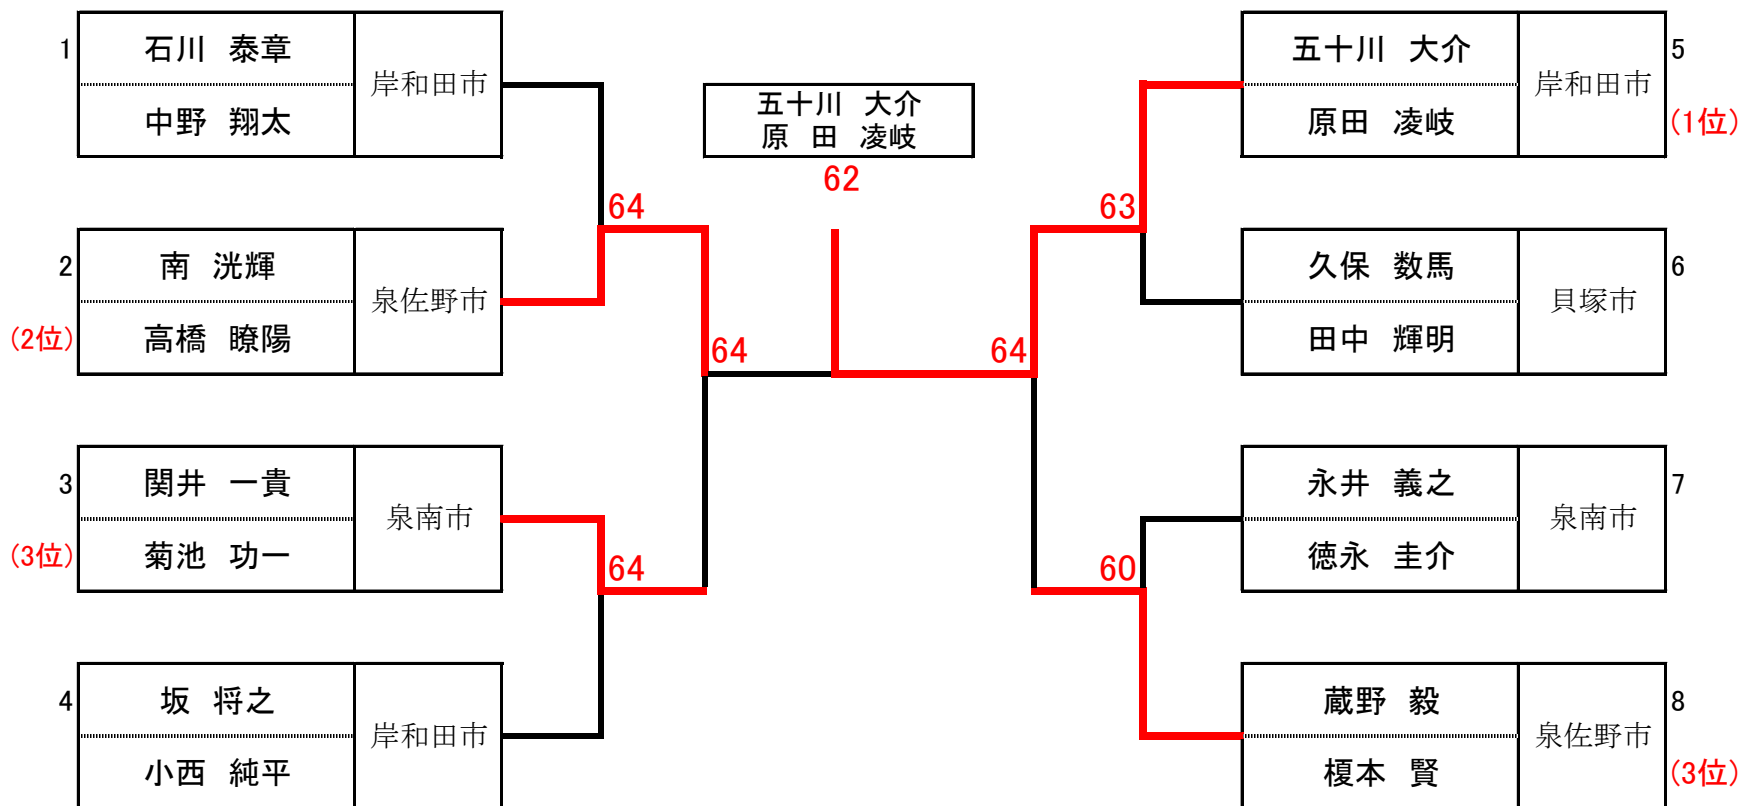 1
石川 泰章
中野 翔太
岸和田市
2
(2位)
南 洸輝
高橋 瞭陽
泉佐野市
3
(3位)
関井 一貴
菊池 功一
泉南市
4
坂 将之
小西 純平
岸和田市
64
64
64
五十川 大介
原 田 凌岐
62
63
64
60
五十川 大介
原田 凌岐
岸和田市
5
(1位)
久保 数馬
田中 輝明
貝塚市
6
永井 義之
徳永 圭介
泉南市
7
蔵野 毅
榎本 賢
泉佐野市
8
(3位)